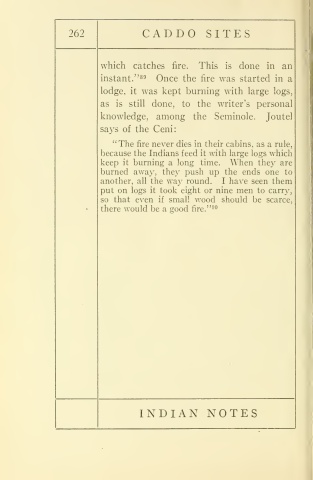 262
CADDO SITES
which catches fire. This is done in an
instant."⁸⁹ Once the fire was started in a
lodge, it was kept burning with large logs,
as is still done, to the writer's personal
knowledge, among the Seminole. Joutel
says of the Ceni:
"The fire never dies in their cabins, as a rule,
because the Indians feed it with large logs which
keep it burning a long time. When they are
burned away, they push up the ends one to
another, all the way round. I have seen them
put on logs it took eight or nine men to carry,
so that even if small wood should be scarce,
there would be a good fire."⁹⁰
INDIAN NOTES